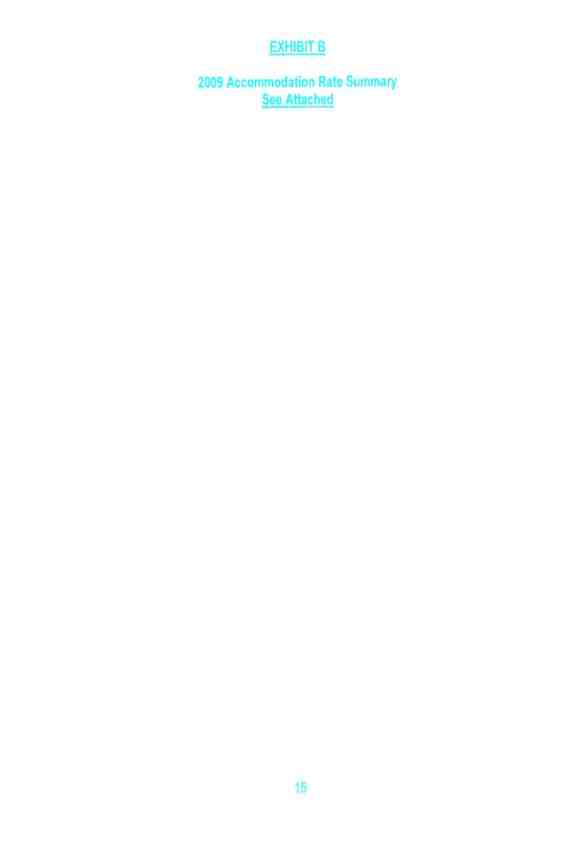 EXHIBIT B
2009 Accommodation Rate Summary
See Attached
15